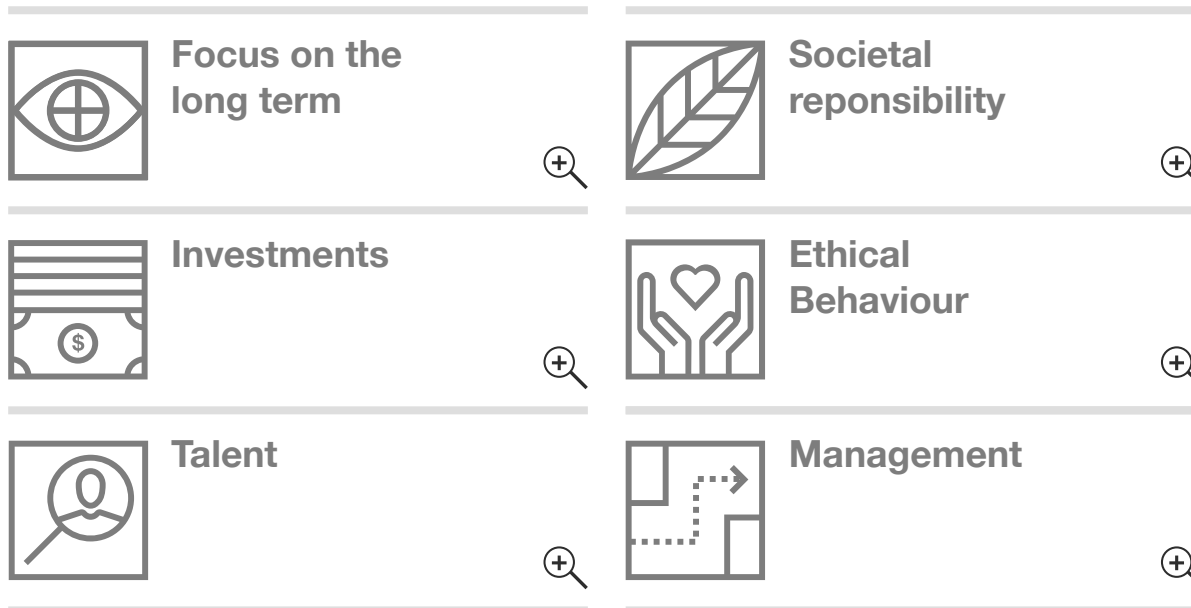 Focus on the
long term
Societal
reponsibility
Investments
$
Ethical
Behaviour
Talent
Management